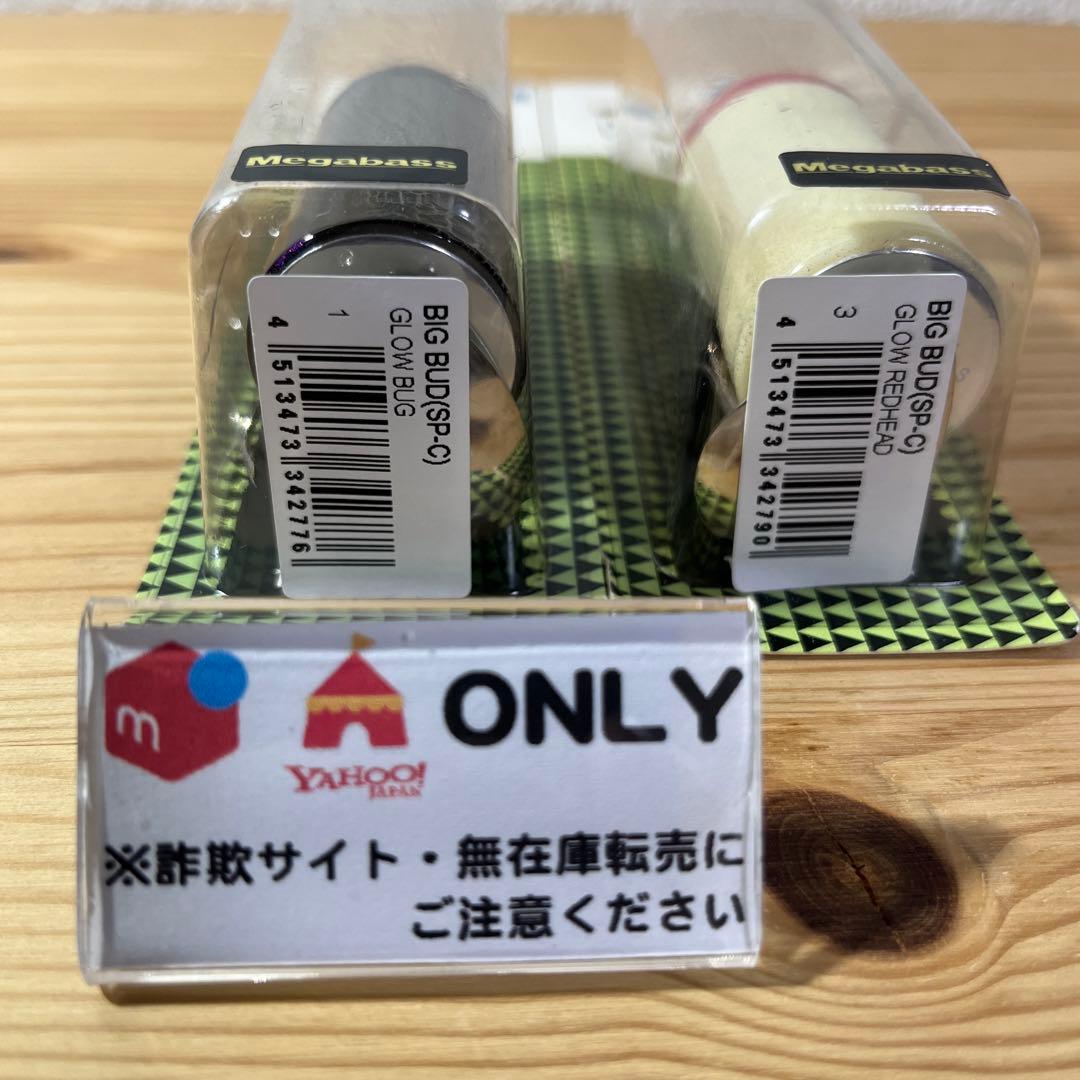 Megabass
BIG BUD(SP-C)
GLOW BUG
1
4 513473 342776
Megabass
BIG BUD(SP-C)
GLOW REDHEAD
3
4 513473 342790
m
YAHOO!
JAPAN
ONLY
※詐欺サイト・無在庫転売に
ご注意ください